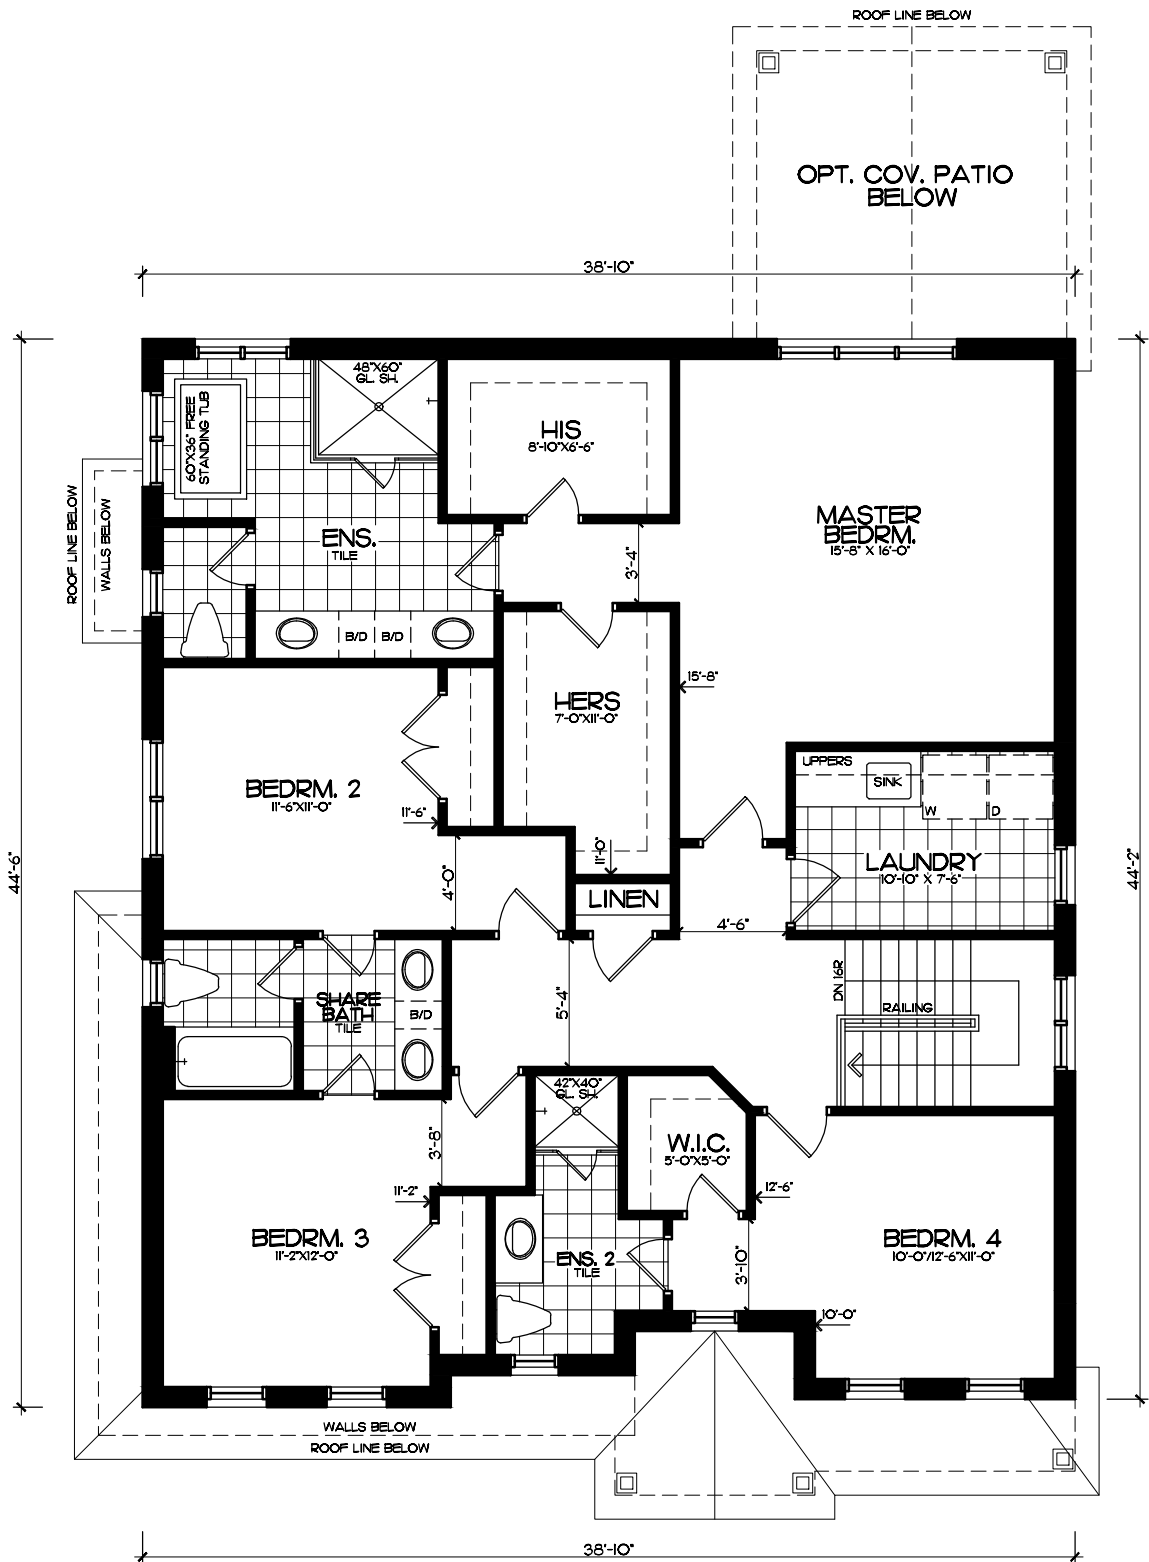 ROOF LINE BELOW
OPT. COV. PATIO
BELOW
38'-10"
48"X60"
GL. SH.
60"X36" FREE
STANDING TUB
HIS
8'-10"X6'-6"
ROOF LINE BELOW
WALLS BELOW
ENS.
TILE
3'-4"
MASTER
BEDRM.
15'-8" X 16'-0"
B/D
B/D
15'-8"
HERS
7'-0"X11'-0"
BEDRM. 2
11'-6"X11'-0"
11'-6"
UPPERS
SINK
W
D
44'-6"
44'-2"
11'-0"
LAUNDRY
10'-10" X 7'-6"
4'-0"
LINEN
4'-6"
DN 16R
SHARE
BATH
TILE
B/D
5'-4"
RAILING
42"X40"
GL. SH.
3'-8"
W.I.C.
5'-0"X5'-0"
11'-2"
12'-6"
BEDRM. 3
11'-2"X12'-0"
ENS. 2
TILE
3'-10"
BEDRM. 4
10'-0"/12'-6"X11'-0"
10'-0"
WALLS BELOW
ROOF LINE BELOW
38'-10"